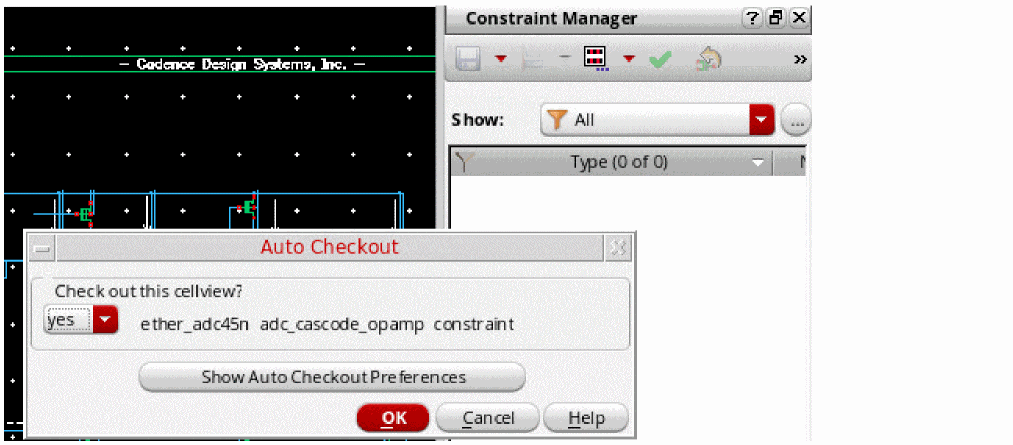 Constraint Manager
— Cadence Design Systems, Inc. —
Show:
All
...
Type (0 of 0)
Auto Checkout
Check out this cellview?
yes
ether_adc45n adc_cascode_opamp constraint
Show Auto Checkout Preferences
OK
Cancel
Help